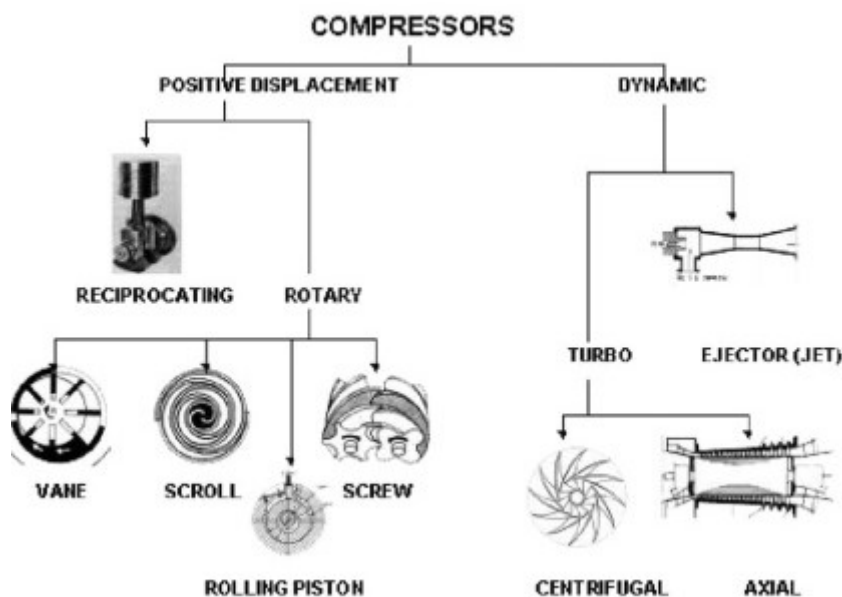 COMPRESSORS
POSITIVE DISPLACEMENT
DYNAMIC
RECIPROCATING
ROTARY
TURBO
EJECTOR (JET)
VANE
SCROLL
SCREW
ROLLING PISTON
CENTRIFUGAL
AXIAL